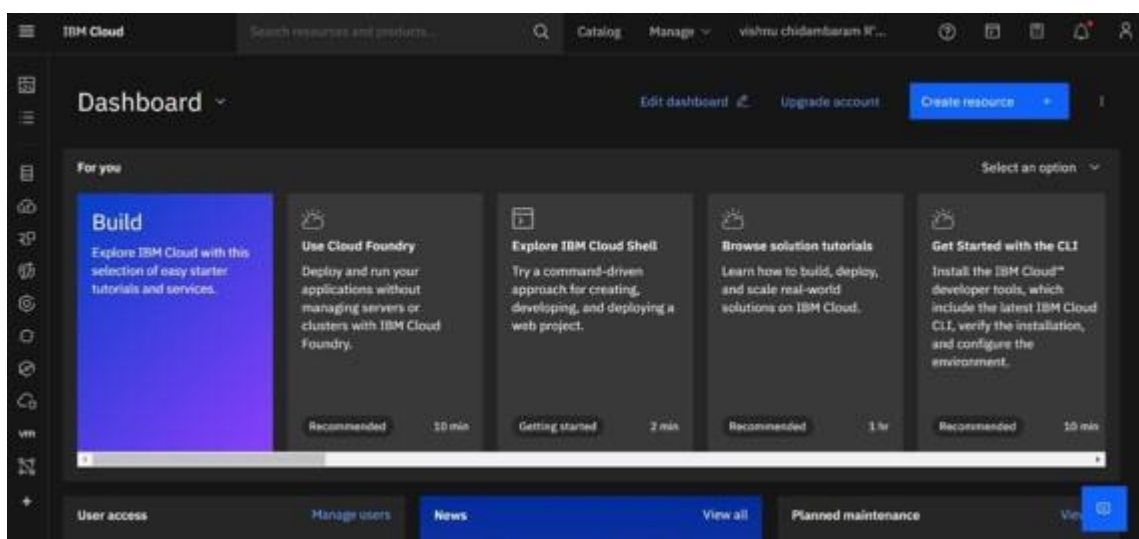 IBM Cloud
Search resources and products...
Catalog
Manage
vishnu chidambaram
Dashboard
Edit dashboard
Upgrade account
Create resource +
For you
Select an option
Build
Explore IBM Cloud with this
selection of easy starter
tutorials and services.
Use Cloud Foundry
Deploy and run your
applications without
managing servers or
clusters with IBM Cloud
Foundry.
Recommended
10 min
Explore IBM Cloud Shell
Try a command-driven
approach for creating,
developing, and deploying a
web project.
Getting started
2 min
Browse solution tutorials
Learn how to build, deploy,
and scale real-world
solutions on IBM Cloud.
Recommended
1 hr
Get Started with the CLI
Install the IBM Cloud™
developer tools, which
include the latest IBM Cloud
CLI, verify the installation,
and configure the
environment.
Recommended
10 min
vm
User access
Manage users
News
View all
Planned maintenance